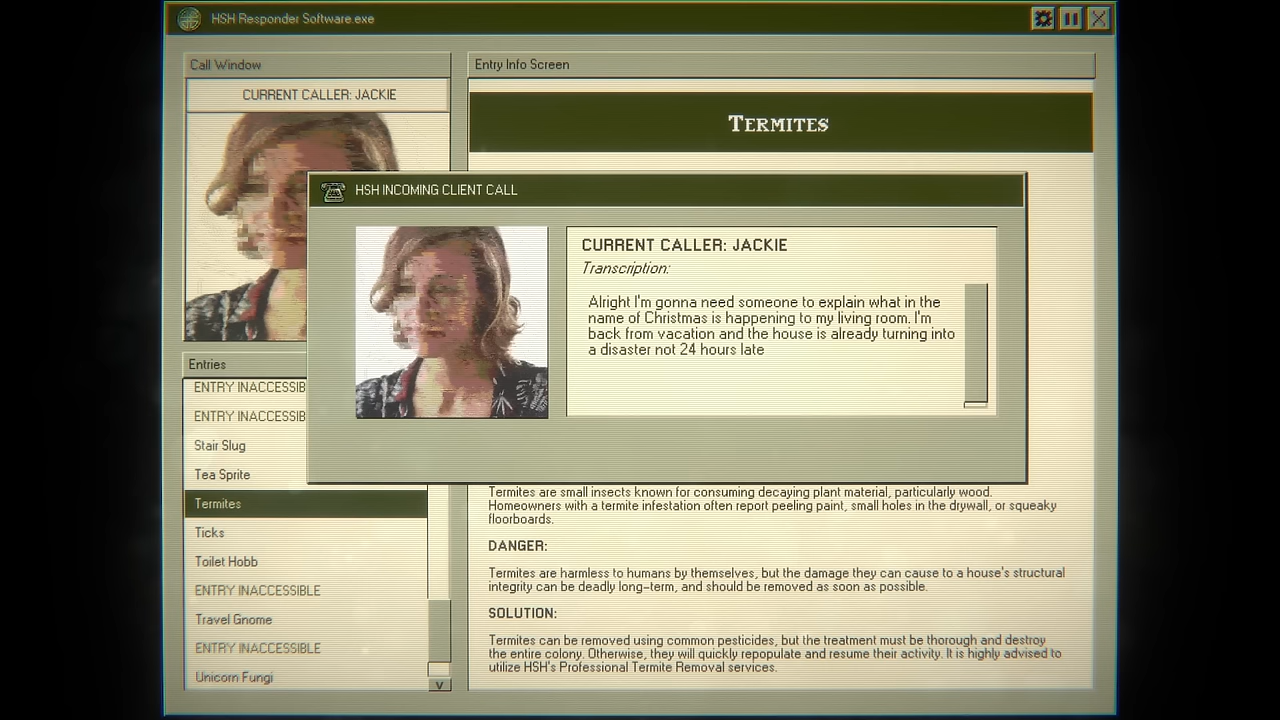 HSH Responder Software.exe
Call Window
CURRENT CALLER: JACKIE
Entries
ENTRY INACCESSIB
ENTRY INACCESSIB
Stair Slug
Tea Sprite
Termites
Ticks
Toilet Hobb
ENTRY INACCESSIBLE
Travel Gnome
ENTRY INACCESSIBLE
Unicorn Fungi
v
Entry Info Screen
TERMITES
HSH INCOMING CLIENT CALL
CURRENT CALLER: JACKIE
Transcription:
Alright I'm gonna need someone to explain what in the
name of Christmas is happening to my living room. I'm
back from vacation and the house is already turning into
a disaster not 24 hours late
Termites are small insects known for consuming decaying plant material, particularly wood.
Homeowners with a termite infestation often report peeling paint, small holes in the drywall, or squeaky
floorboards.
DANGER:
Termites are harmless to humans by themselves, but the damage they can cause to a house's structural
integrity can be deadly long-term, and should be removed as soon as possible.
SOLUTION:
Termites can be removed using common pesticides, but the treatment must be thorough and destroy
the entire colony. Otherwise, they will quickly repopulate and resume their activity. It is highly advised to
utilize HSH's Professional Termite Removal services.